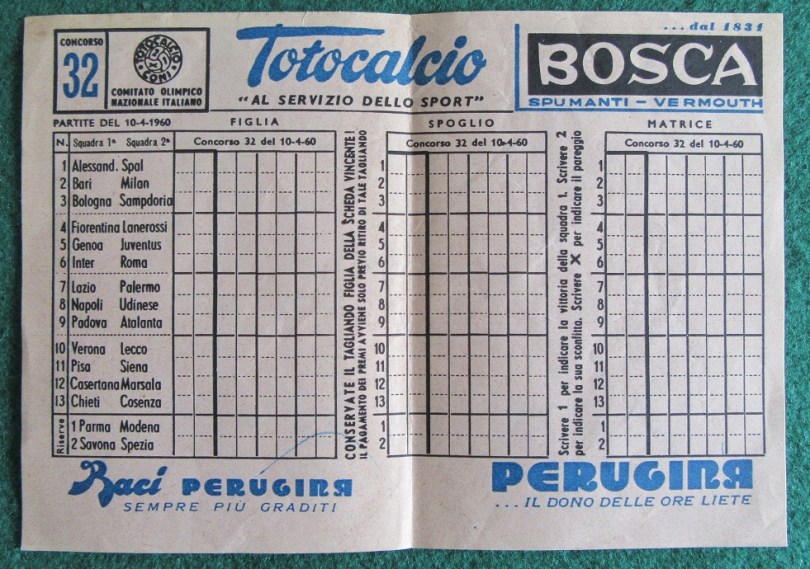 CONCORSO
32
TOTOCALCIO
CONI
COMITATO OLIMPICO
NAZIONALE ITALIANO
Totocalcio
"AL SERVIZIO DELLO SPORT"
...dal 1831
BOSCA
SPUMANTI - VERMOUTH
PARTITE DEL 10-4-1960
FIGLIA
SPOGLIO
MATRICE
N. Squadra 1ª Squadra 2ª
Concorso 32 del 10-4-60
Concorso 32 del 10-4-60
Concorso 32 del 10-4-60
1 Alessand. Spal
2 Bari Milan
3 Bologna Sampdoria
4 Fiorentina Lanerossi
5 Genoa Juventus
6 Inter Roma
7 Lazio Palermo
8 Napoli Udinese
9 Padova Atalanta
10 Verona Lecco
11 Pisa Siena
12 Casertana Marsala
13 Chieti Cosenza
Riserve
1 Parma Modena
2 Savona Spezia
CONSERVATE IL TAGLIANDO FIGLIA DELLA SCHEDA VINCENTE!
IL PAGAMENTO DEI PREMI AVVIENE SOLO PREVIO RITIRO DI TALE TAGLIANDO
1
2
3
4
5
6
7
8
9
10
11
12
13
1
2
Scrivere 1 per indicare la vittoria della squadra 1. Scrivere 2
per indicare la sua sconfitta. Scrivere X per indicare il pareggio
1
2
3
4
5
6
7
8
9
10
11
12
13
1
2
Baci PERUGINA
SEMPRE PIÙ GRADITI
PERUGINA
...IL DONO DELLE ORE LIETE